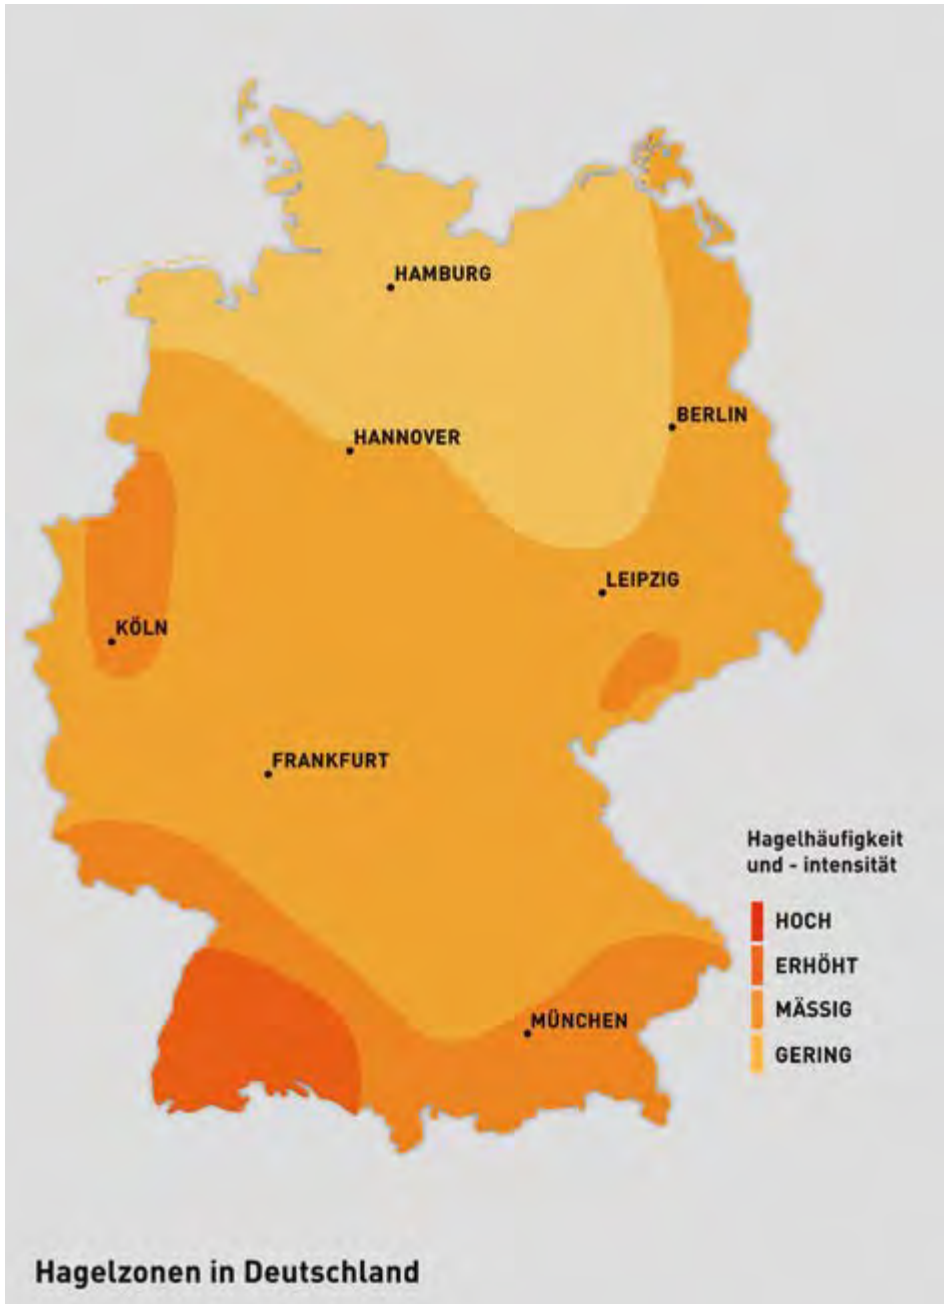 HAMBURG
BERLIN
HANNOVER
LEIPZIG
KÖLN
FRANKFURT
Hagelhäufigkeit
und - intensität
HOCH
ERHÖHT
MÄSSIG
GERING
MÜNCHEN
Hagelzonen in Deutschland